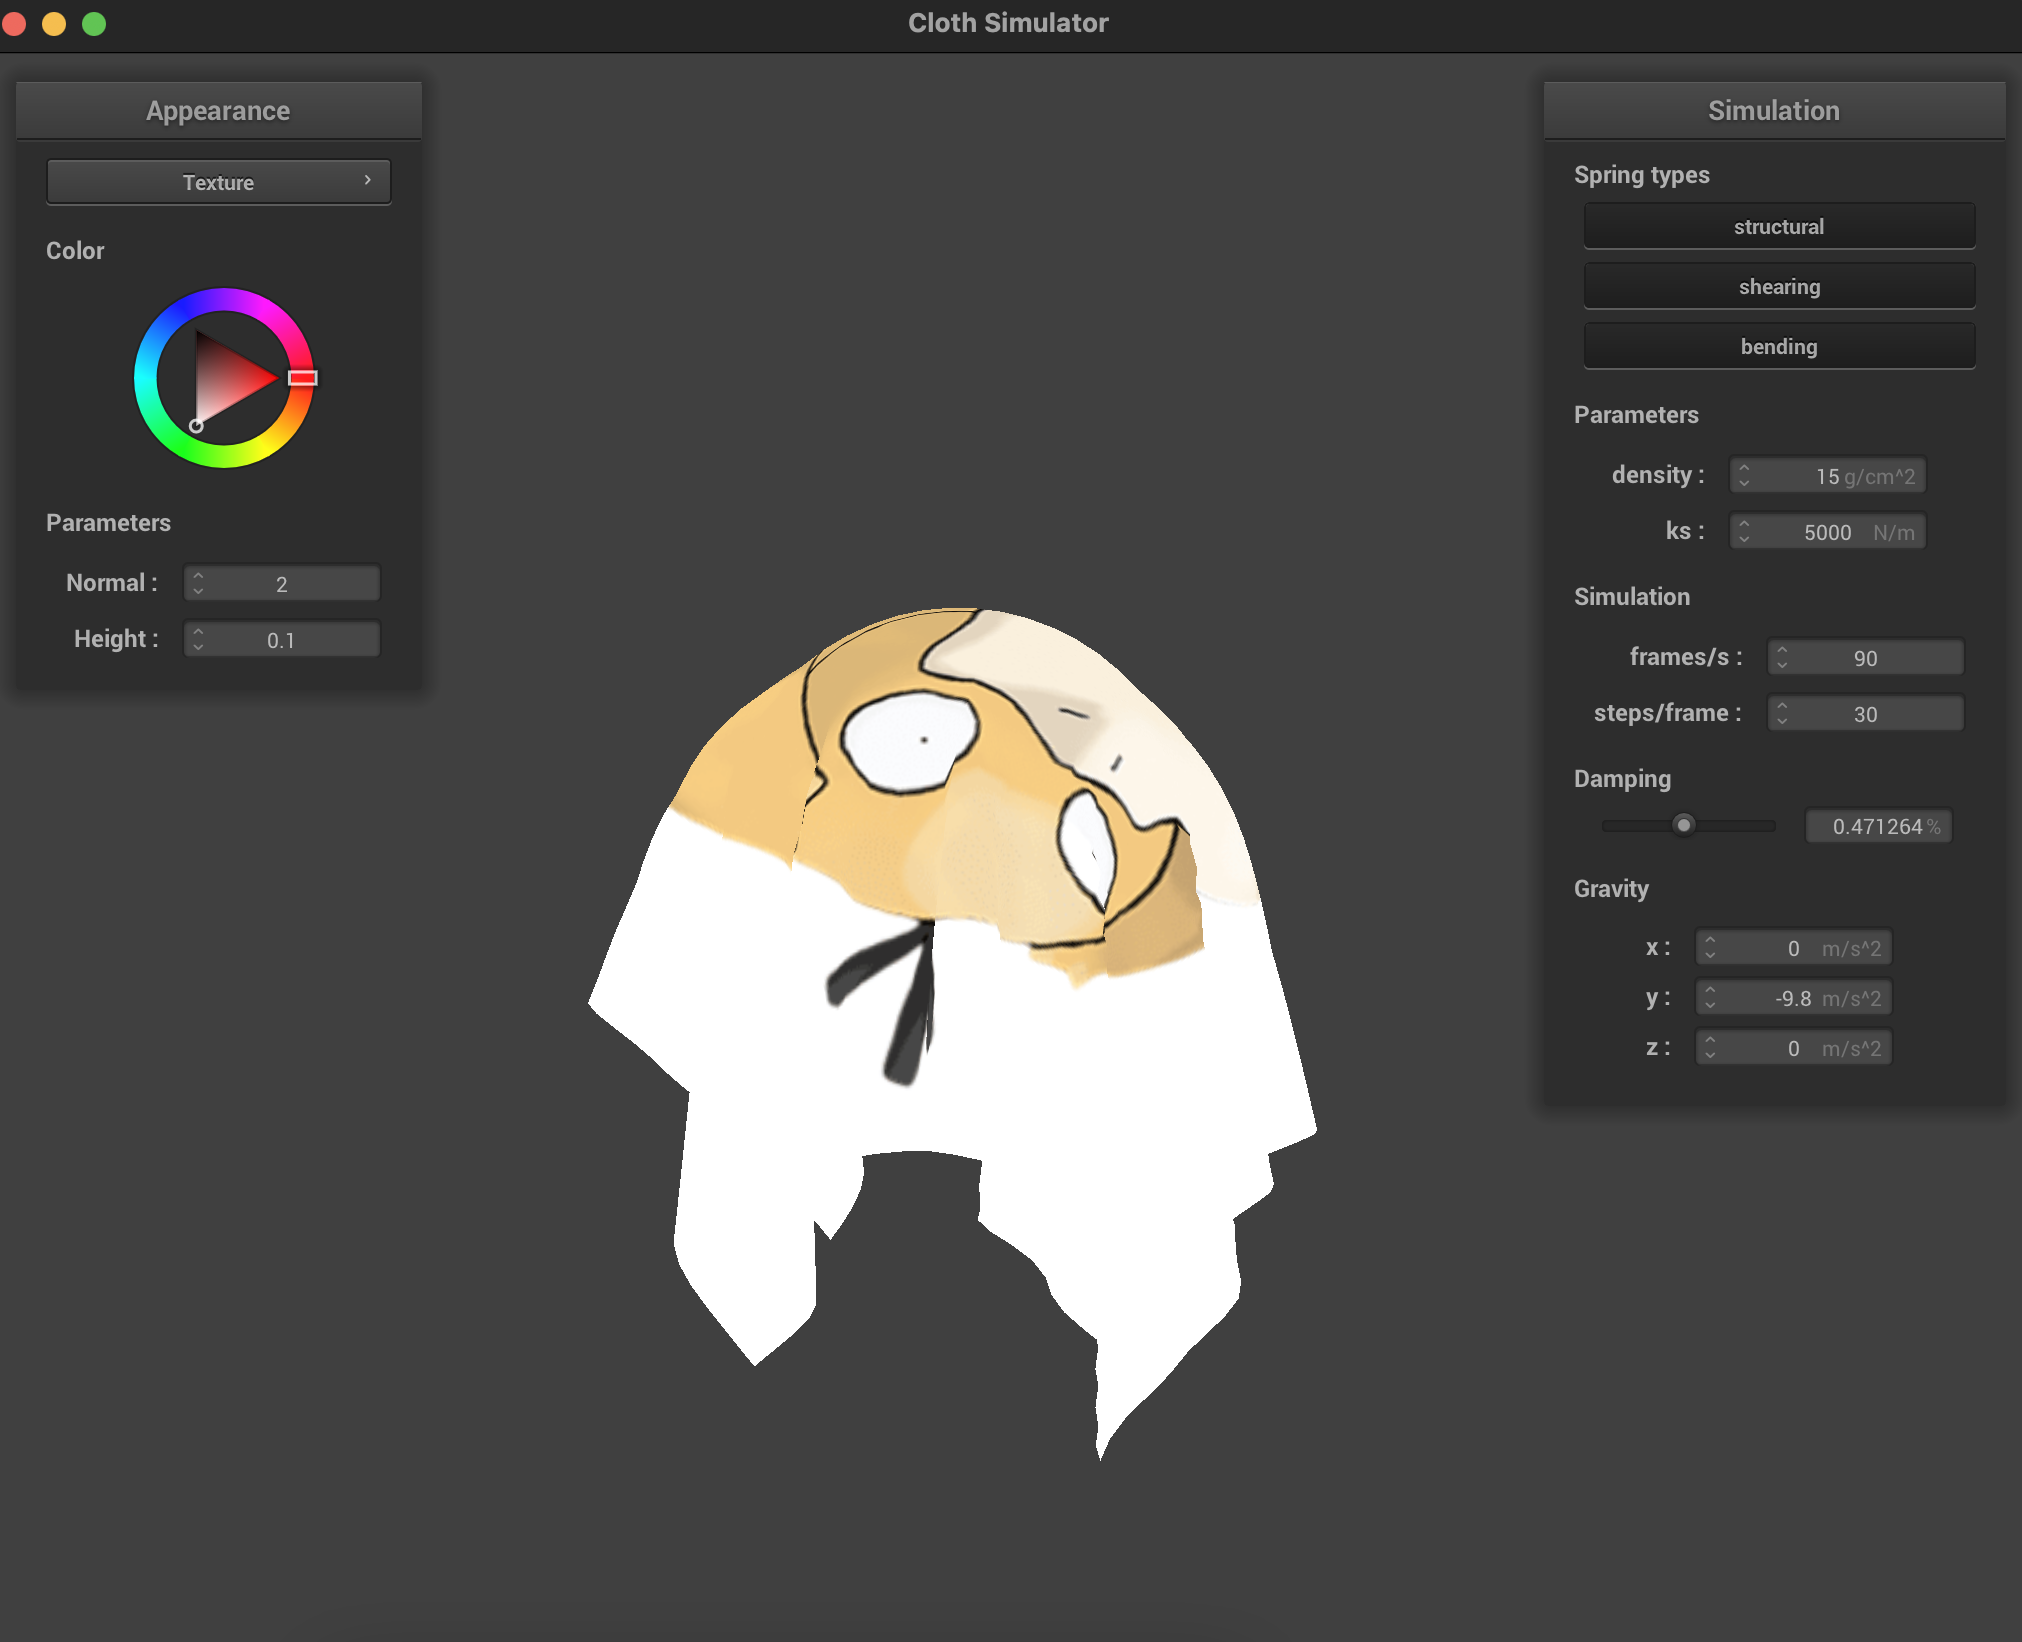 Cloth Simulator
Appearance
Texture
Color
Parameters
Normal : 2
Height : 0.1
Simulation
Spring types
structural
shearing
bending
Parameters
density : 15 g/cm^2
ks : 5000 N/m
Simulation
frames/s : 90
steps/frame : 30
Damping
0.471264 %
Gravity
x : 0 m/s^2
y : -9.8 m/s^2
z : 0 m/s^2